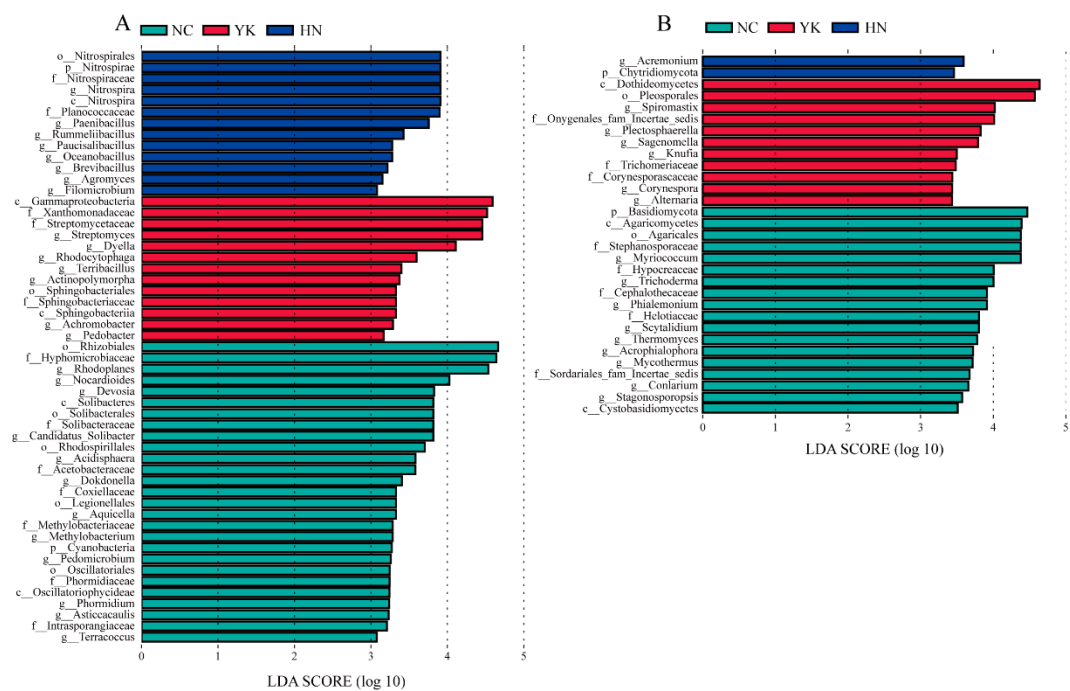 A
NC YK HN
o__Nitrospirales
p__Nitrospirae
f__Nitrospiraceae
g__Nitrospira
c__Nitrospira
f__Planococcaceae
g__Paenibacillus
g__Rummeliibacillus
g__Paucisalibacillus
g__Oceanobacillus
g__Brevibacillus
g__Agromyces
g__Filomicrobium
c__Gammaproteobacteria
f__Xanthomonadaceae
f__Streptomycetaceae
g__Streptomyces
g__Dyella
g__Rhodocytophaga
g__Terribacillus
g__Actinopolymorpha
o__Sphingobacteriales
f__Sphingobacteriaceae
c__Sphingobacteriia
g__Achromobacter
g__Pedobacter
o__Rhizobiales
f__Hyphomicrobiaceae
g__Rhodoplanes
g__Nocardioides
g__Devosia
c__Solibacteres
o__Solibacterales
f__Solibacteraceae
g__Candidatus_Solibacter
o__Rhodospirillales
g__Acidisphaera
f__Acetobacteraceae
g__Dokdonella
f__Coxiellaceae
o__Legionellales
g__Aquicella
f__Methylobacteriaceae
g__Methylobacterium
p__Cyanobacteria
g__Pedomicrobium
o__Oscillatoriales
f__Phormidiaceae
c__Oscillatoriophycideae
g__Phormidium
g__Asticcacaulis
f__Intrasporangiaceae
g__Terracoccus
0 1 2 3 4 5
LDA SCORE (log 10)
B
NC YK HN
g__Acremonium
p__Chytridiomycota
c__Dothideomycetes
o__Pleosporales
g__Spiromastix
f__Onygenales_fam_Incertae_sedis
g__Plectosphaerella
g__Sagenomella
g__Knufia
f__Trichomeriaceae
f__Corynesporascaceae
g__Corynespora
g__Alternaria
p__Basidiomycota
c__Agaricomycetes
o__Agaricales
f__Stephanosporaceae
g__Myriococcum
f__Hypocreaceae
g__Trichoderma
f__Cephalothecaceae
g__Phialemonium
f__Helotiaceae
g__Scytalidium
g__Thermomyces
g__Acrophialophora
g__Mycothermus
f__Sordariales_fam_Incertae_sedis
g__Conlarium
g__Stagonosporopsis
c__Cystobasidiomycetes
0 1 2 3 4 5
LDA SCORE (log 10)